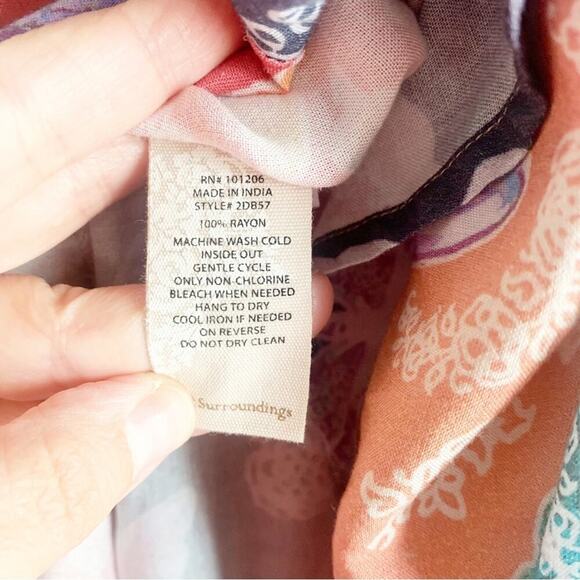 RN# 101206
MADE IN INDIA
STYLE# 2DB57
100% RAYON
MACHINE WASH COLD
INSIDE OUT
GENTLE CYCLE
ONLY NON-CHLORINE
BLEACH WHEN NEEDED
HANG TO DRY
COOL IRON IF NEEDED
ON REVERSE
DO NOT DRY CLEAN
Surroundings